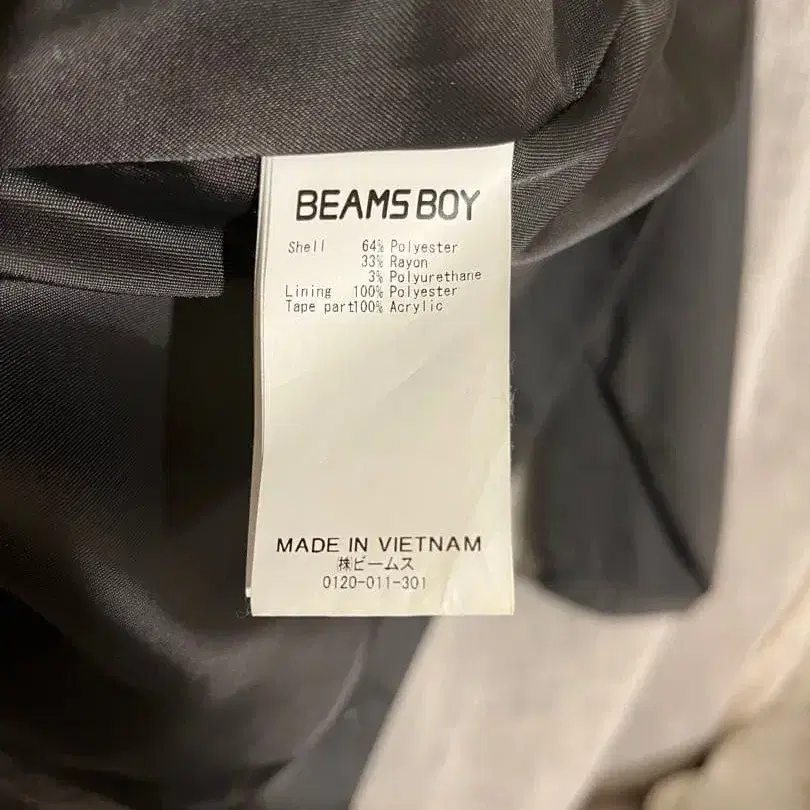 BEAMS BOY
Shell 64% Polyester
33% Rayon
3% Polyurethane
Lining 100% Polyester
Tape part100% Acrylic
MADE IN VIETNAM
㈱ビームス
0120-011-301